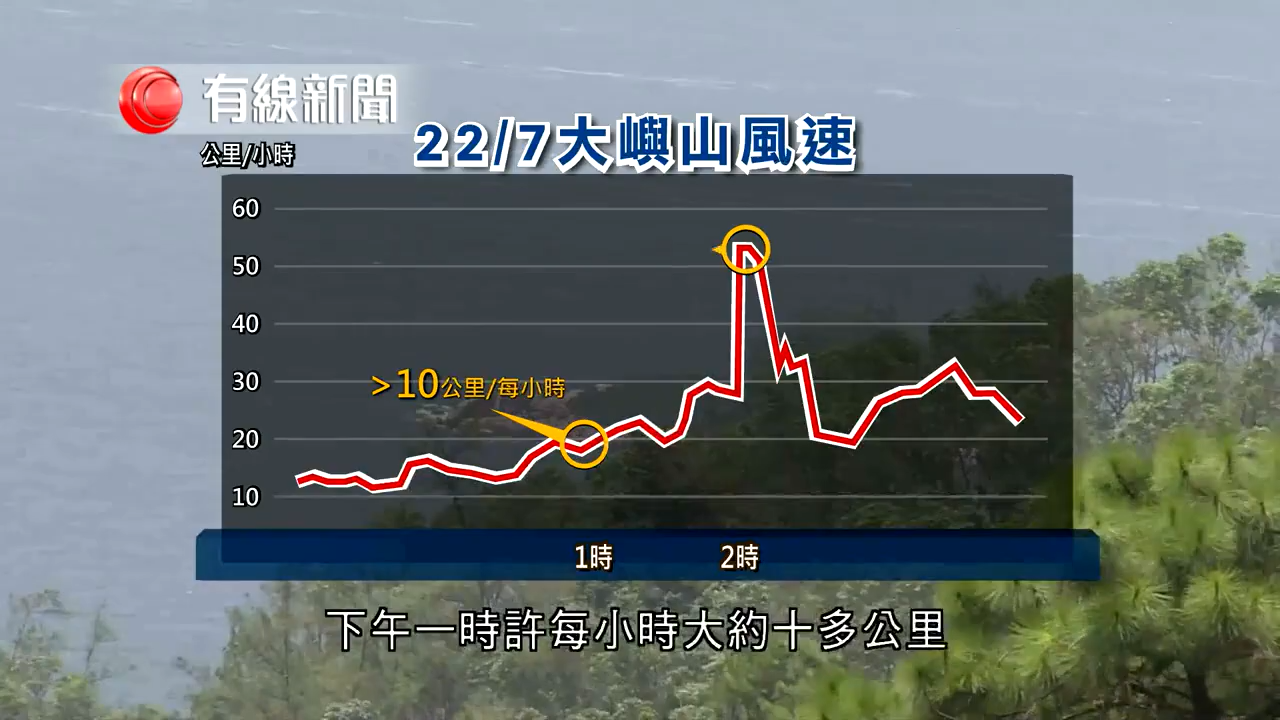 有線新聞
22/7大嶼山風速
公里/小時
60
50
40
30
20
10
>10公里/每小時
1時
2時
下午一時許每小時大約十多公里